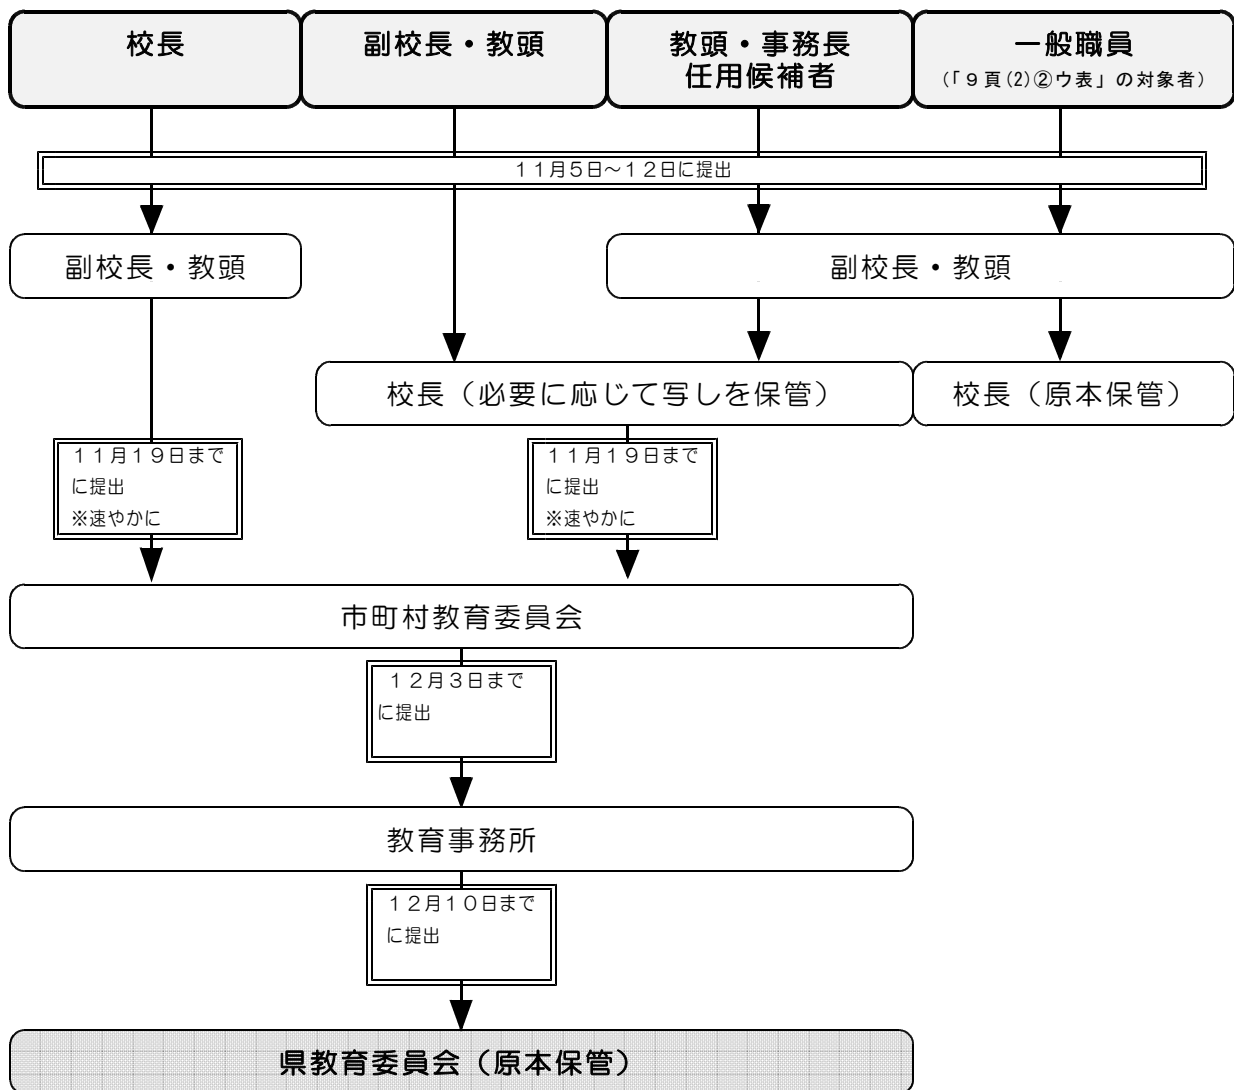 校長
副校長・教頭
教頭・事務長
任用候補者
一般職員
（「９頁(2)②ウ表」の対象者）
１１月５日～１２日に提出
副校長・教頭
副校長・教頭
校長（必要に応じて写しを保管）
校長（原本保管）
１１月１９日まで
に提出
※速やかに
１１月１９日まで
に提出
※速やかに
市町村教育委員会
１２月３日まで
に提出
教育事務所
１２月１０日まで
に提出
県教育委員会（原本保管）